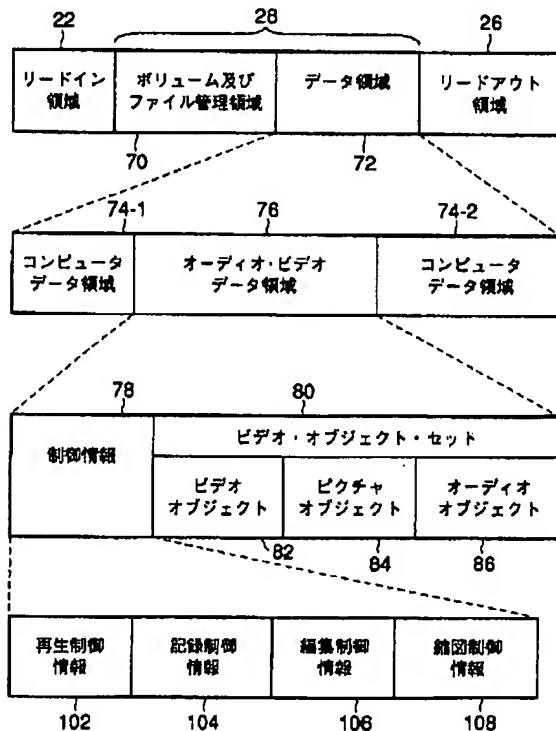 22
28
26
リードイン
領域
ボリューム及び
ファイル管理領域
データ領域
リードアウト
領域
70
72
74-1
76
74-2
コンピュータ
データ領域
オーディオ・ビデオ
データ領域
コンピュータ
データ領域
78
80
制御情報
ビデオ・オブジェクト・セッド
ビデオ
オブジェクト
ピクチャ
オブジェクト
オーディオ
オブジェクト
82
84
86
再生制御
情報
記録制御
情報
編集制御
情報
縮図制御
情報
102
104
106
108